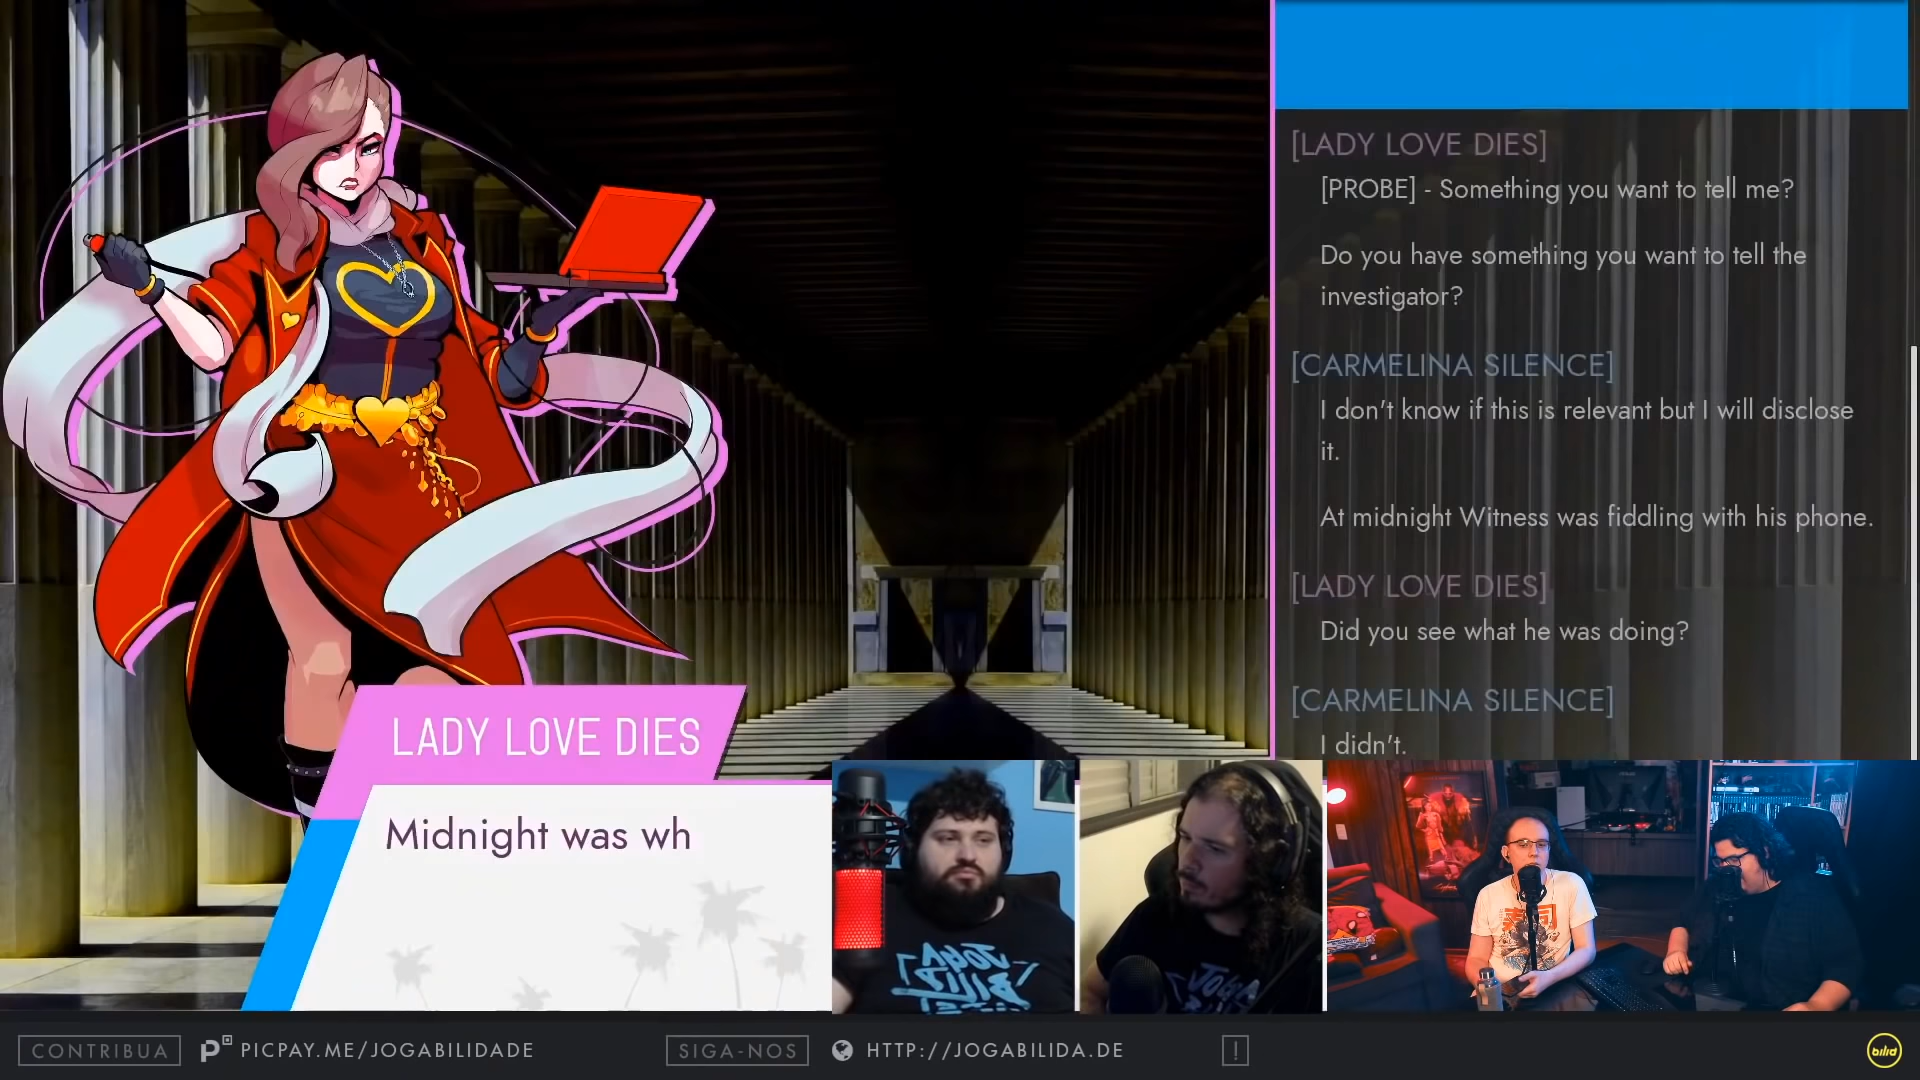 [LADY LOVE DIES]
[PROBE] - Something you want to tell me?
Do you have something you want to tell the
investigator?
[CARMELINA SILENCE]
I don't know if this is relevant but I will disclose
it.
At midnight Witness was fiddling with his phone.
[LADY LOVE DIES]
Did you see what he was doing?
[CARMELINA SILENCE]
I didn't.
LADY LOVE DIES
Midnight was wh
CONTRIBUA
PICPAY.ME/JOGABILIDADE
SIGA-NOS
HTTP://JOGABILIDA.DE
!
bilid